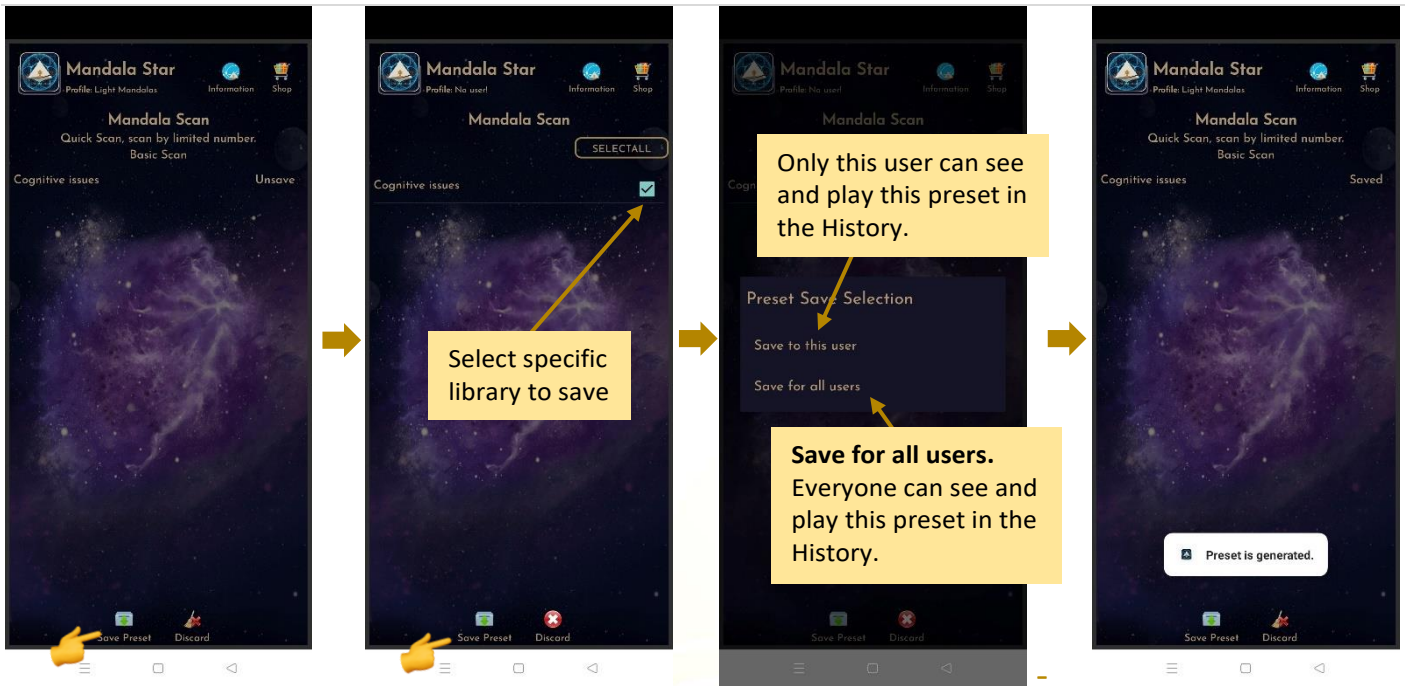 Mandala Star
Profile: Light Mandalas
Information
Shop
Mandala Scan
Quick Scan, scan by limited number.
Basic Scan
Cognitive issues
Unsave
Save Preset
Discard
Mandala Star
Profile: No user!
Information
Shop
Mandala Scan
SELECTALL
Cognitive issues
Select specific
library to save
Save Preset
Discard
Mandala Star
Profile: No user!
Information
Shop
Mandala Scan
Cogn
Only this user can see
and play this preset in
the History.
Preset Save Selection
Save to this user
Save for all users
Save for all users.
Everyone can see and
play this preset in the
History.
Save Preset
Discard
Mandala Star
Profile: Light Mandalas
Information
Shop
Mandala Scan
Quick Scan, scan by limited number.
Basic Scan
Cognitive issues
Saved
Preset is generated.
Save Preset
Discard